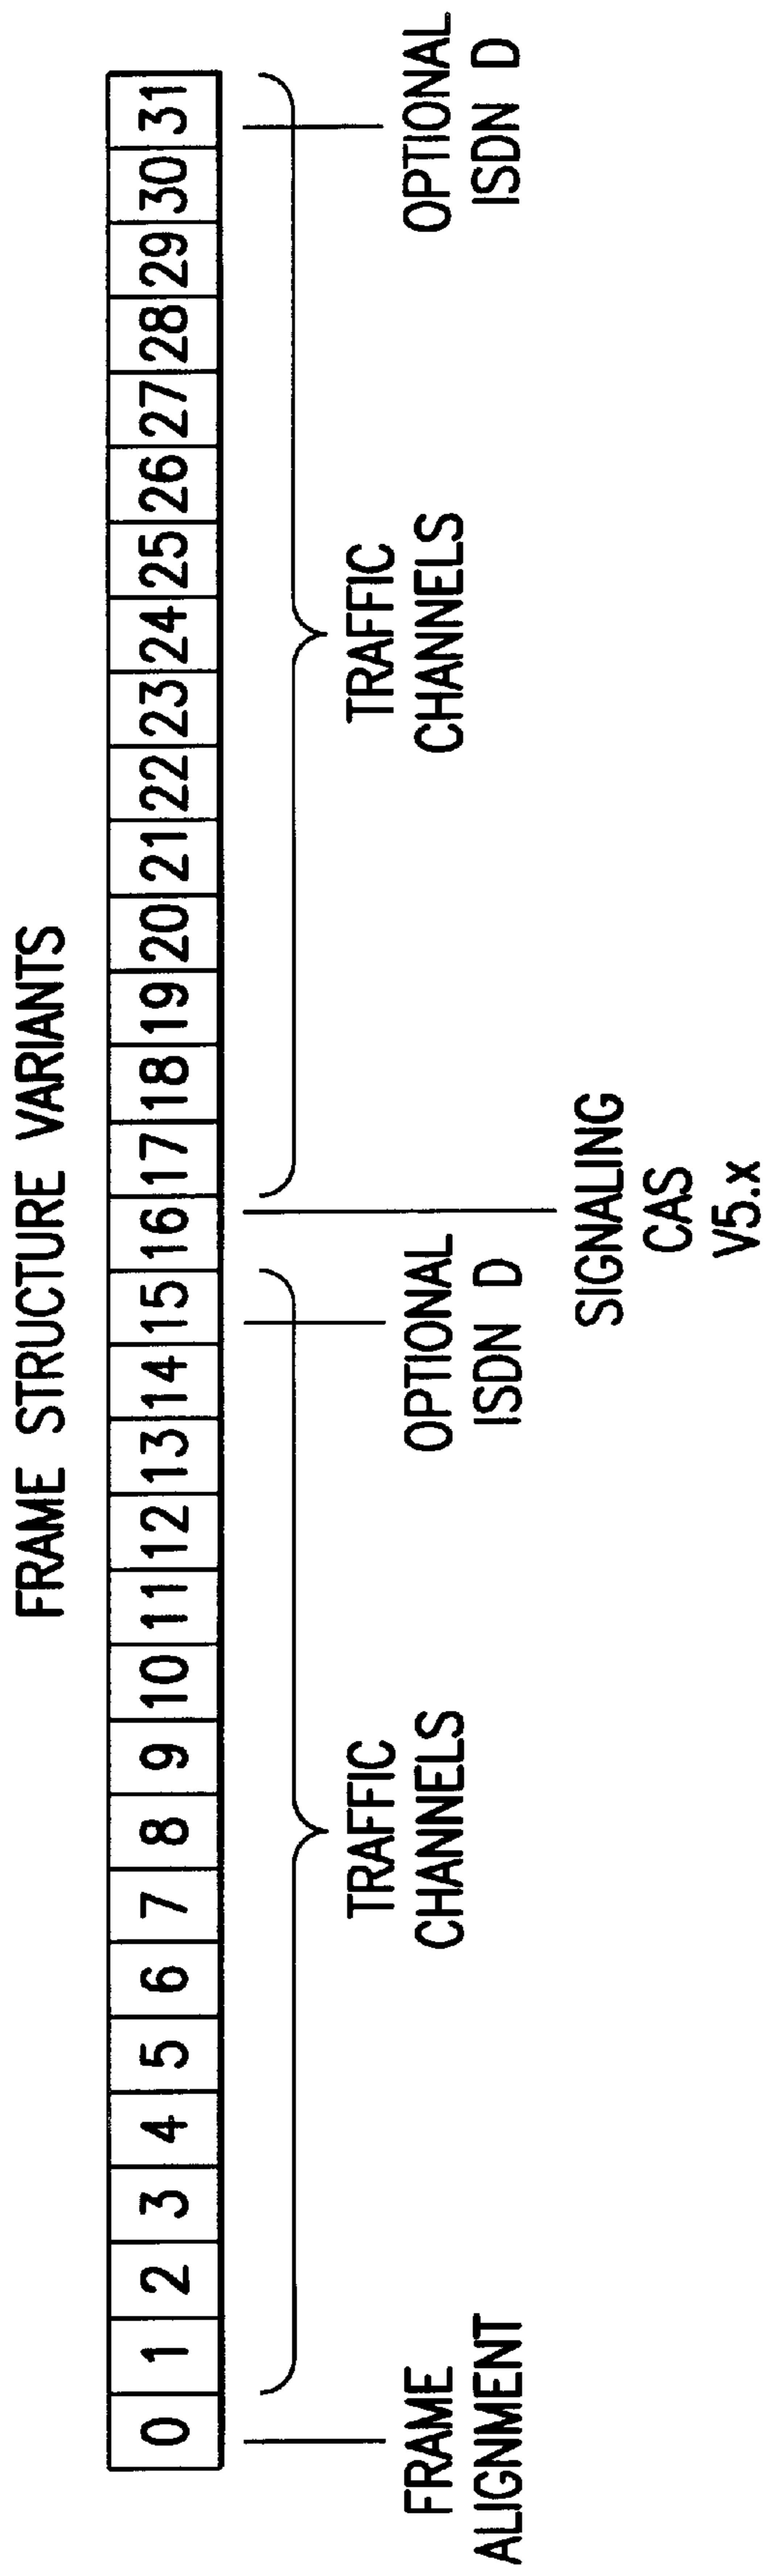 FRAME STRUCTURE VARIANTS
0 1 2 3 4 5 6 7 8 9 10 11 12 13 14 15 16 17 18 19 20 21 22 23 24 25 26 27 28 29 30 31
FRAME
ALIGNMENT
TRAFFIC
CHANNELS
OPTIONAL
ISDN D
SIGNALING
CAS
V5.x
TRAFFIC
CHANNELS
OPTIONAL
ISDN D